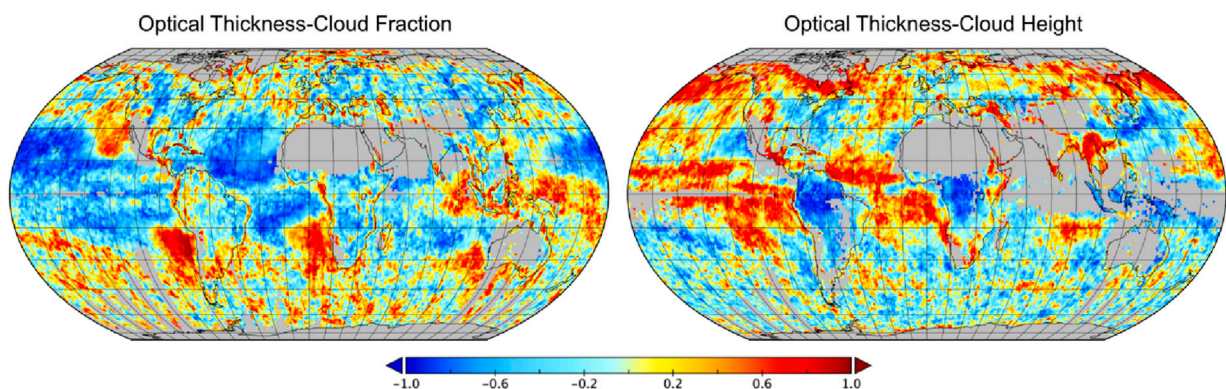 Optical Thickness-Cloud Fraction
Optical Thickness-Cloud Height
−1.0 −0.6 −0.2 0.2 0.6 1.0